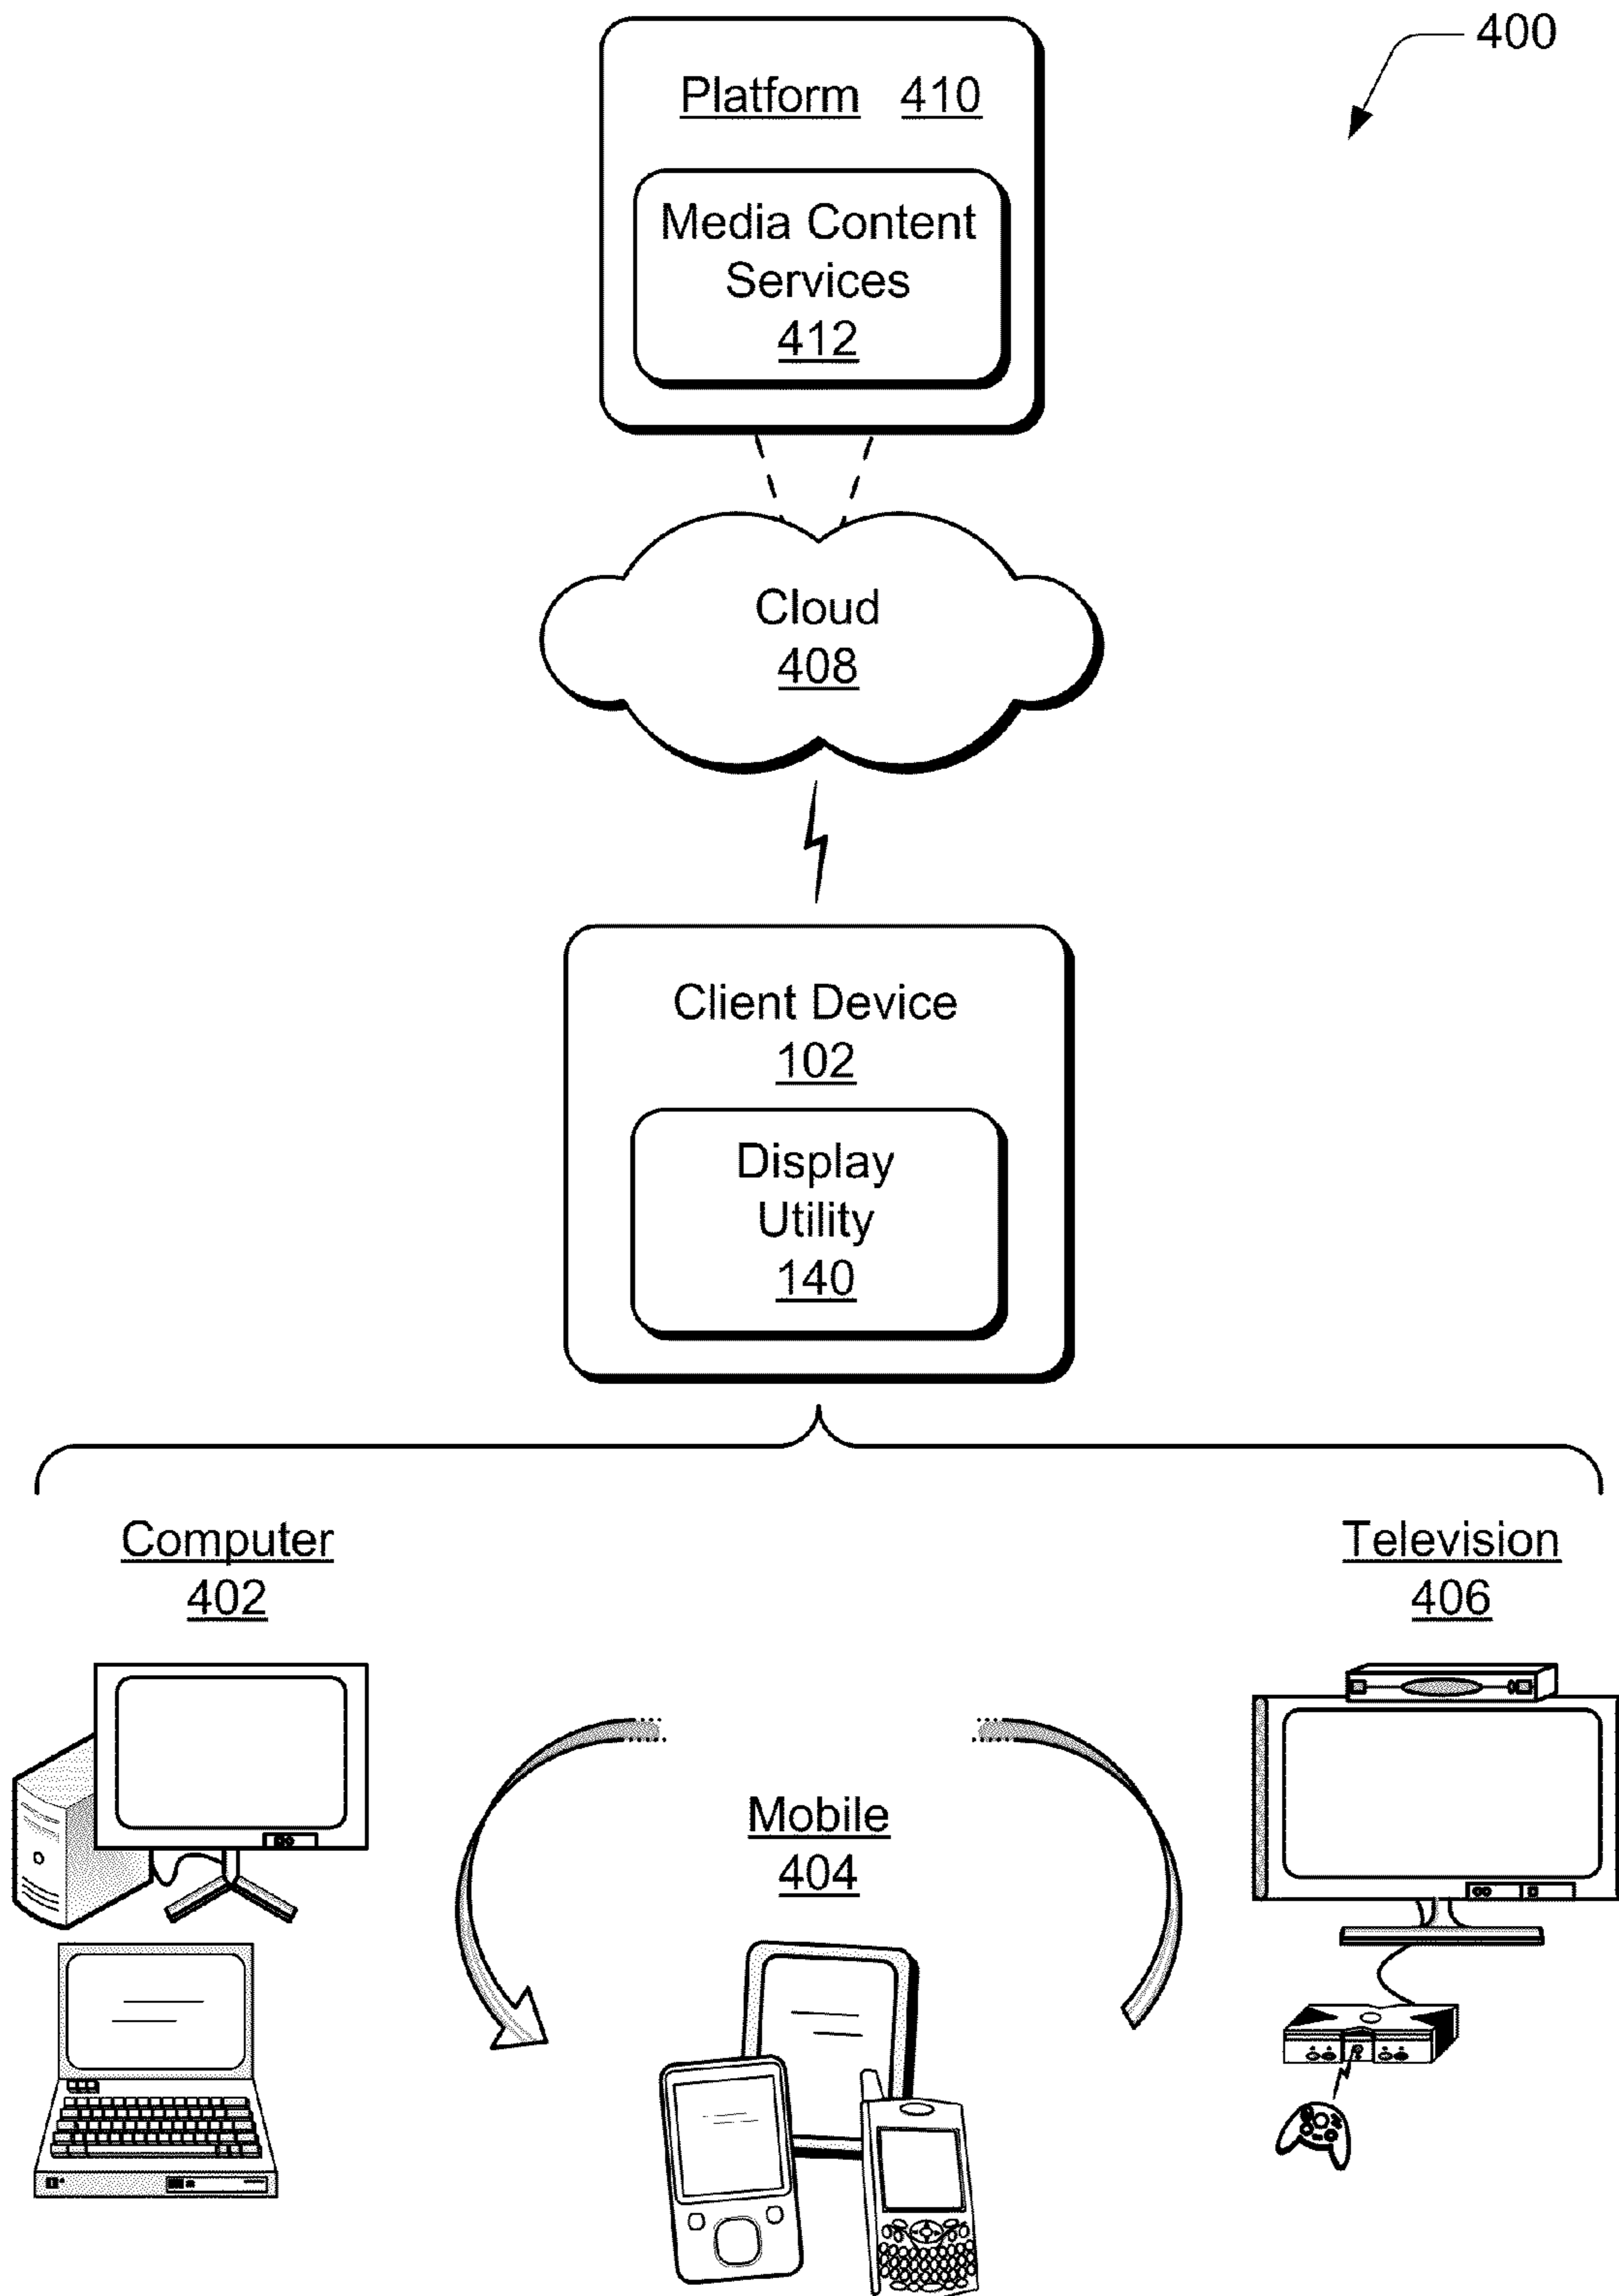 400
Platform 410
Media Content
Services
412
Cloud
408
Client Device
102
Display
Utility
140
Computer
402
Television
406
Mobile
404